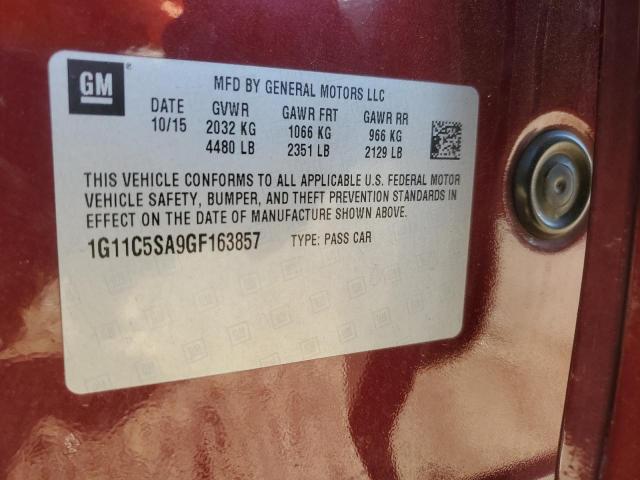 GM
MFD BY GENERAL MOTORS LLC
DATE GVWR GAWR FRT GAWR RR
10/15 2032 KG 1066 KG 966 KG
4480 LB 2351 LB 2129 LB
THIS VEHICLE CONFORMS TO ALL APPLICABLE U.S. FEDERAL MOTOR
VEHICLE SAFETY, BUMPER, AND THEFT PREVENTION STANDARDS IN
EFFECT ON THE DATE OF MANUFACTURE SHOWN ABOVE.
1G11C5SA9GF163857 TYPE: PASS CAR